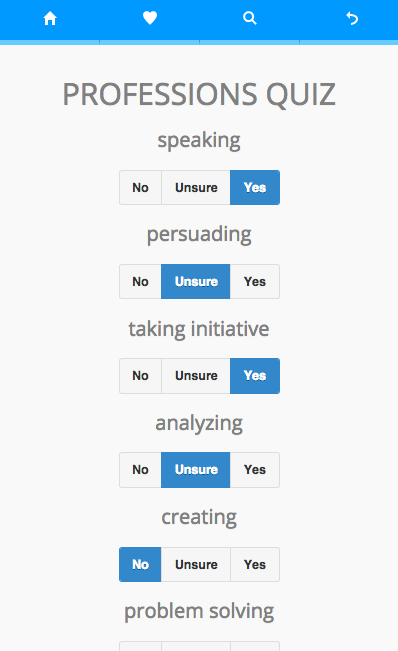 PROFESSIONS QUIZ
speaking
No Unsure Yes
persuading
No Unsure Yes
taking initiative
No Unsure Yes
analyzing
No Unsure Yes
creating
No Unsure Yes
problem solving